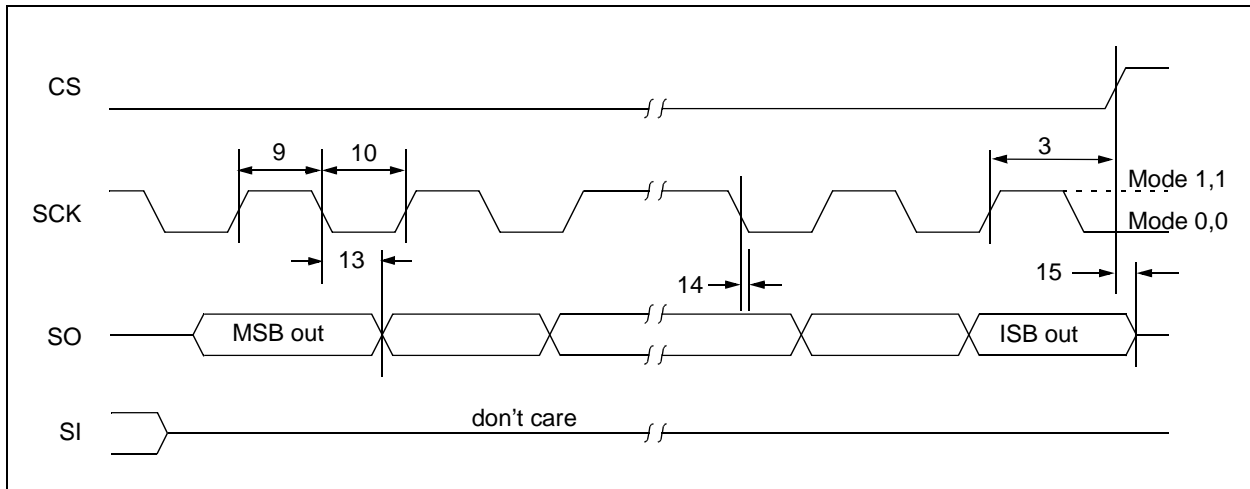 CS
9
10
3
Mode 1,1
SCK
Mode 0,0
13
14
15
SO
MSB out
ISB out
don't care
SI